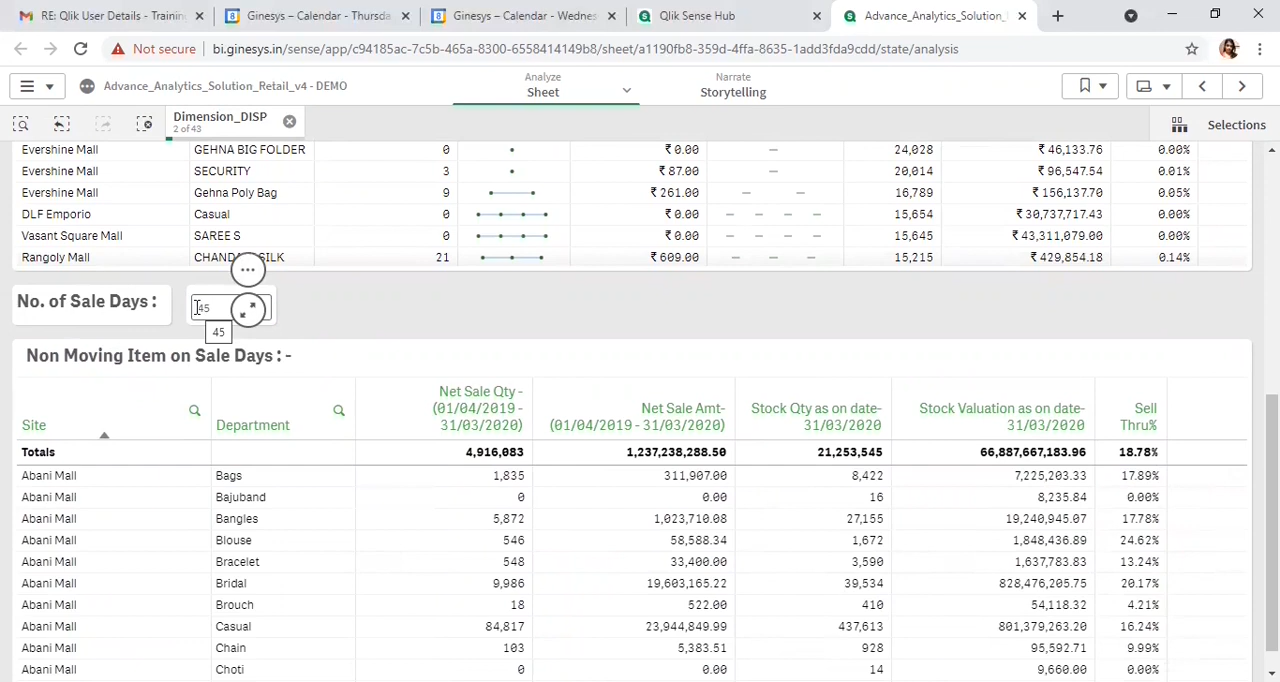 RE: Qlik User Details - Training
Ginesys – Calendar - Thursda
Ginesys – Calendar - Wednes
Qlik Sense Hub
Advance_Analytics_Solution_
Not secure
bi.ginesys.in/sense/app/c94185ac-7c5b-465a-8300-6558414149b8/sheet/a1190fb8-359d-4ffa-8635-1add3fda9cdd/state/analysis
Advance_Analytics_Solution_Retail_v4 - DEMO
Analyze
Sheet
Narrate
Storytelling
Dimension_DISP
2 of 43
Selections
Evershine Mall GEHNA BIG FOLDER 0 ₹ 0.00 – 24,028 ₹ 46,133.76 0.00%
Evershine Mall SECURITY 3 ₹ 87.00 – 20,014 ₹ 96,547.54 0.01%
Evershine Mall Gehna Poly Bag 9 ₹ 261.00 – – 16,789 ₹ 156,137.70 0.05%
DLF Emporio Casual 0 ₹ 0.00 – – – – 15,654 ₹ 30,737,717.43 0.00%
Vasant Square Mall SAREE S 0 ₹ 0.00 – – – – 15,645 ₹ 43,311,079.00 0.00%
Rangoly Mall SILK 21 ₹ 609.00 – – – 15,215 ₹ 429,854.18 0.14%
No. of Sale Days :
45
45
Non Moving Item on Sale Days : -
Site
Department
Net Sale Qty -
(01/04/2019 -
31/03/2020)
Net Sale Amt-
(01/04/2019 - 31/03/2020)
Stock Qty as on date-
31/03/2020
Stock Valuation as on date-
31/03/2020
Sell
Thru%
Totals 4,916,083 1,237,238,288.50 21,253,545 66,887,667,183.96 18.78%
Abani Mall Bags 1,835 311,907.00 8,422 7,225,203.33 17.89%
Abani Mall Bajuband 0 0.00 16 8,235.84 0.00%
Abani Mall Bangles 5,872 1,023,710.08 27,155 19,240,945.07 17.78%
Abani Mall Blouse 546 58,588.34 1,672 1,848,436.89 24.62%
Abani Mall Bracelet 548 33,400.00 3,590 1,637,783.83 13.24%
Abani Mall Bridal 9,986 19,603,165.22 39,534 828,476,205.75 20.17%
Abani Mall Brouch 18 522.00 410 54,118.32 4.21%
Abani Mall Casual 84,817 23,944,849.99 437,613 801,379,263.20 16.24%
Abani Mall Chain 103 5,383.51 928 95,592.71 9.99%
Abani Mall Choti 0 0.00 14 9,660.00 0.00%